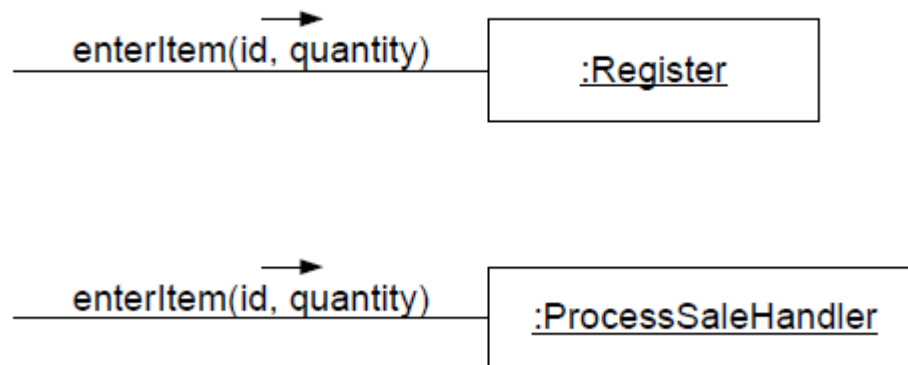 enterItem(id, quantity)
:Register
enterItem(id, quantity)
:ProcessSaleHandler